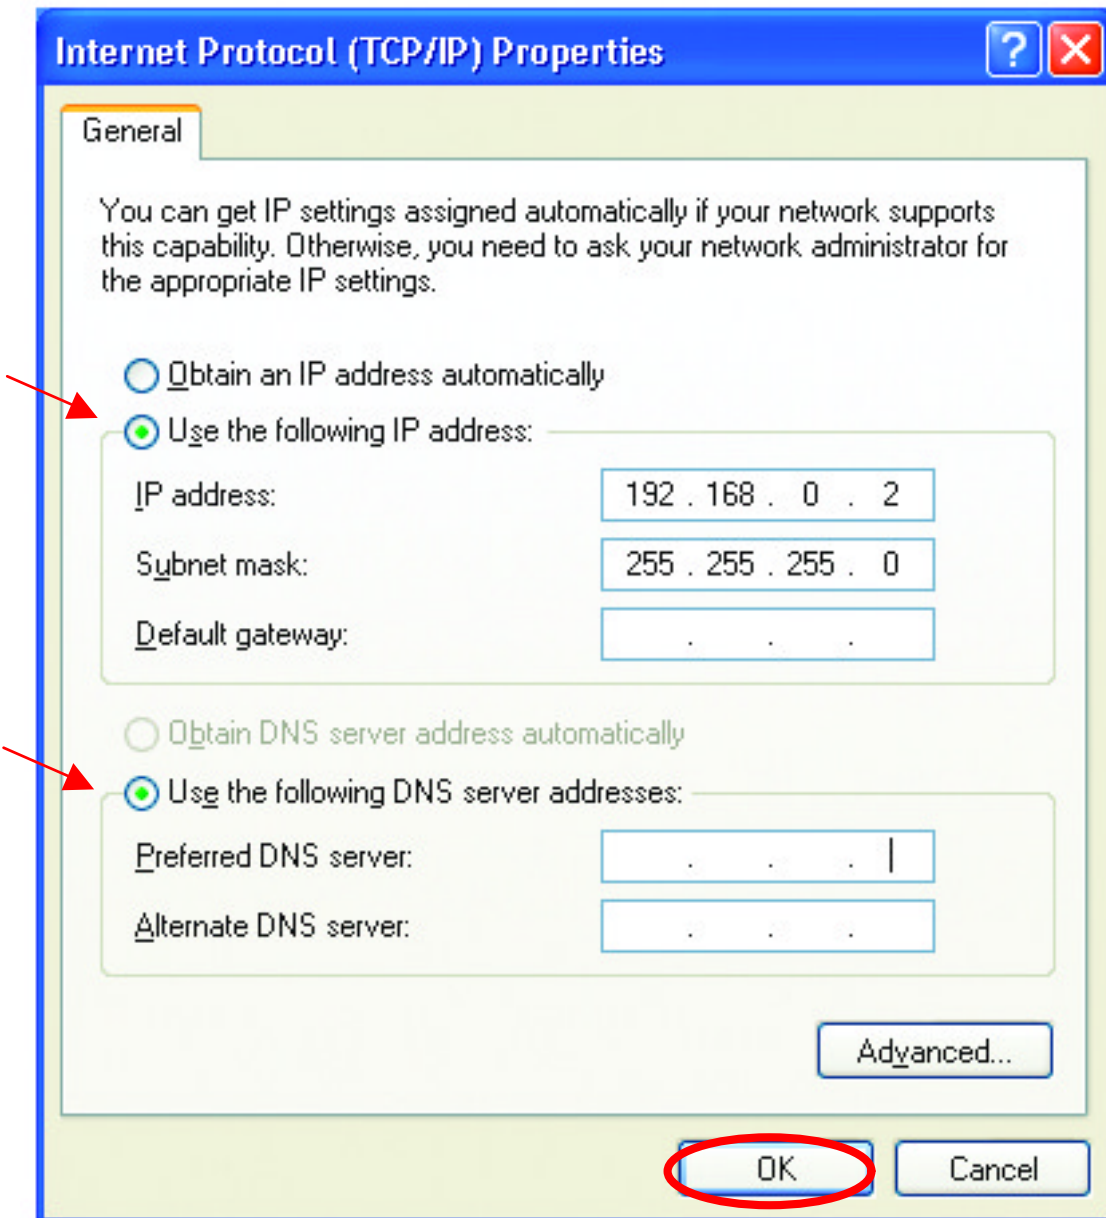 Internet Protocol (TCP/IP) Properties
General
You can get IP settings assigned automatically if your network supports
this capability. Otherwise, you need to ask your network administrator for
the appropriate IP settings.
Obtain an IP address automatically
Use the following IP address:
IP address: 192 . 168 . 0 . 2
Subnet mask: 255 . 255 . 255 . 0
Default gateway: . . .
Obtain DNS server address automatically
Use the following DNS server addresses:
Preferred DNS server: . . .
Alternate DNS server: . . .
Advanced...
OK Cancel